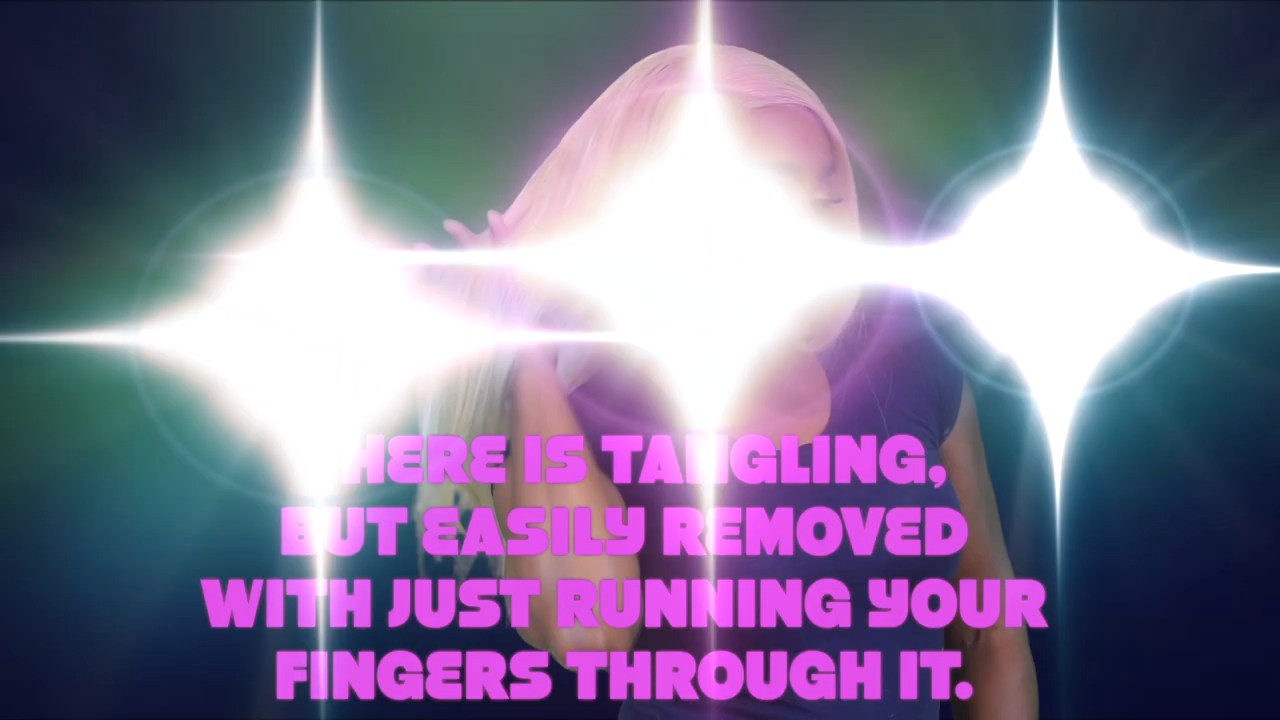 THERE IS TANGLING,
BUT EASILY REMOVED
WITH JUST RUNNING YOUR
FINGERS THROUGH IT.